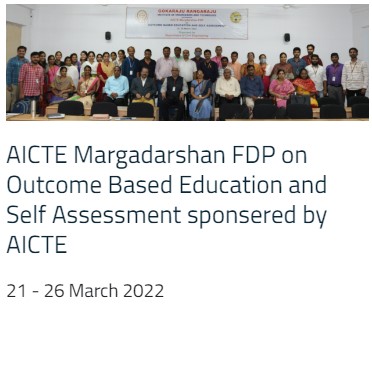 GOKARAJU RANGARAJU
AICTE Margadarshan FDP on
Outcome Based Education and
Self Assessment sponsered by
AICTE
21 - 26 March 2022